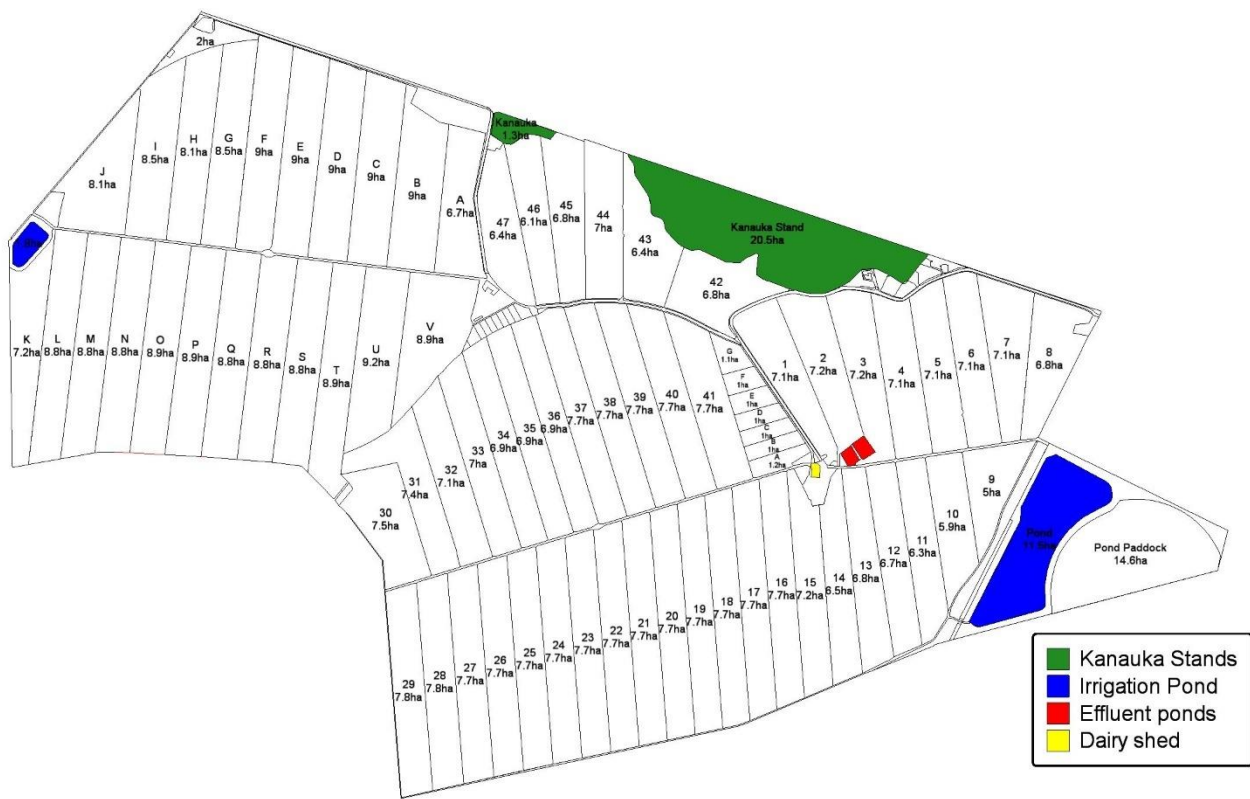 2ha
J
8.1ha
I
8.5ha
H
8.1ha
G
8.5ha
F
9ha
E
9ha
D
9ha
C
9ha
B
9ha
A
6.7ha
Kanauka
1.3ha
47
6.4ha
46
6.1ha
45
6.8ha
44
7ha
43
6.4ha
42
6.8ha
Kanauka Stand
20.5ha
K
7.2ha
L
8.8ha
M
8.8ha
N
8.8ha
O
8.9ha
P
8.9ha
Q
8.8ha
R
8.8ha
S
8.8ha
T
8.9ha
U
9.2ha
V
8.9ha
30
7.5ha
31
7.4ha
32
7.1ha
33
7ha
34
6.9ha
35
6.9ha
36
6.9ha
37
7.7ha
38
7.7ha
39
7.7ha
40
7.7ha
41
7.7ha
G
1.1ha
F
1ha
E
1ha
D
1ha
C
1ha
B
1ha
A
1.2ha
1
7.1ha
2
7.2ha
3
7.2ha
4
7.1ha
5
7.1ha
6
7.1ha
7
7.1ha
8
6.8ha
9
5ha
10
5.9ha
11
6.3ha
12
6.7ha
13
6.8ha
14
6.5ha
15
7.2ha
16
7.7ha
17
7.7ha
18
7.7ha
19
7.7ha
20
7.7ha
21
7.7ha
22
7.7ha
23
7.7ha
24
7.7ha
25
7.7ha
26
7.7ha
27
7.7ha
28
7.8ha
29
7.8ha
Pond
Pond Paddock
14.6ha
Kanauka Stands
Irrigation Pond
Effluent ponds
Dairy shed